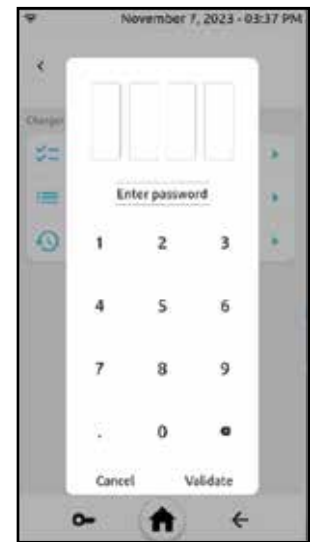 November 7, 2023 - 03:37 PM
Charger
Enter password
1 2 3
4 5 6
7 8 9
. 0
Cancel Validate